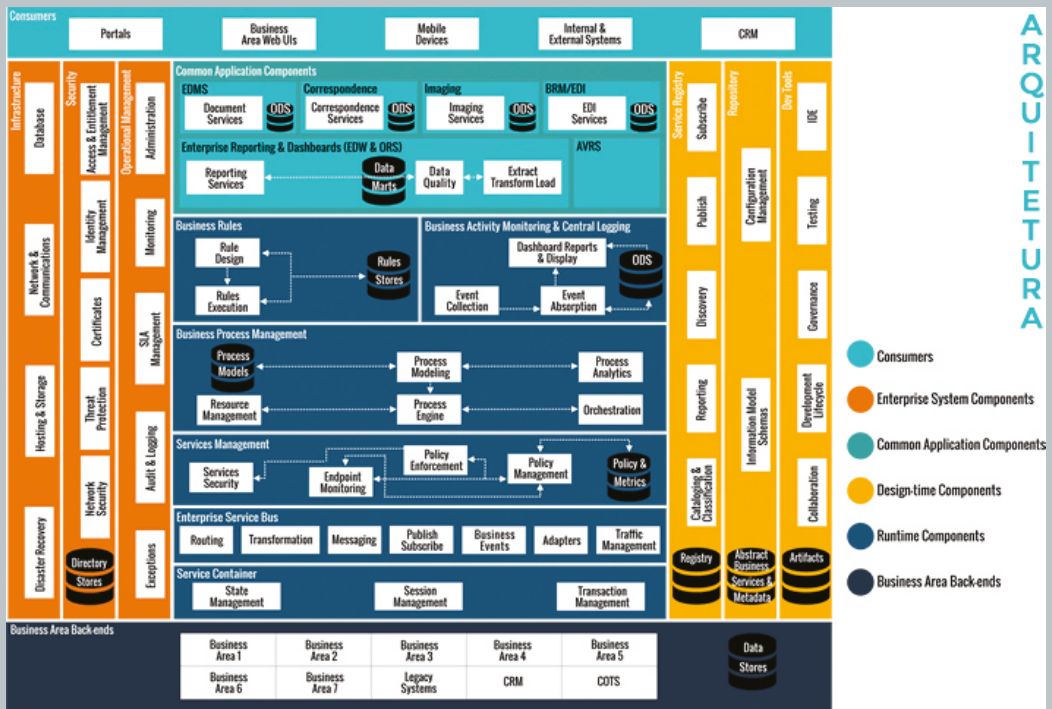 Consumers
Portals
Business
Area Web UIs
Mobile
Devices
Internal &
External Systems
CRM
Infrastructure
Database
Network &
Communications
Hosting & Storage
Disaster Recovery
Security
Access & Entitlement
Management
Identity
Management
Certificates
Threat
Protection
Network
Security
Directory
Stores
Operational Management
Administration
Monitoring
SLA
Management
Audit & Logging
Exceptions
Common Application Components
EDMS
Document
Services
ODS
Correspondence
Correspondence
Services
ODS
Imaging
Imaging
Services
ODS
BRM/EDI
EDI
Services
ODS
Enterprise Reporting & Dashboards (EDW & ORS)
Reporting
Services
Data
Marts
Data
Quality
Extract
Transform Load
AVRS
Business Rules
Rule
Design
Rules
Execution
Rules
Stores
Business Activity Monitoring & Central Logging
Dashboard Reports
& Display
ODS
Event
Collection
Event
Absorption
Business Process Management
Process
Models
Process
Modeling
Process
Analytics
Resource
Management
Process
Engine
Orchestration
Services Management
Services
Security
Endpoint
Monitoring
Policy
Enforcement
Policy
Management
Policy &
Metrics
Enterprise Service Bus
Routing
Transformation
Messaging
Publish
Subscribe
Business
Events
Adapters
Traffic
Management
Service Container
State
Management
Session
Management
Transaction
Management
Service Registry
Subscribe
Publish
Discovery
Reporting
Cataloging &
Classification
Registry
Repository
Configuration
Management
Information Model
Schemas
Abstract
Business
Services &
Metadata
Dev Tools
IDE
Testing
Governance
Development
Lifecycle
Collaboration
Artifacts
Business Area Back-ends
Business
Area 1
Business
Area 2
Business
Area 3
Business
Area 4
Business
Area 5
Business
Area 6
Business
Area 7
Legacy
Systems
CRM
COTS
Data
Stores
ARQUITETURA
Consumers
Enterprise System Components
Common Application Components
Design-time Components
Runtime Components
Business Area Back-ends